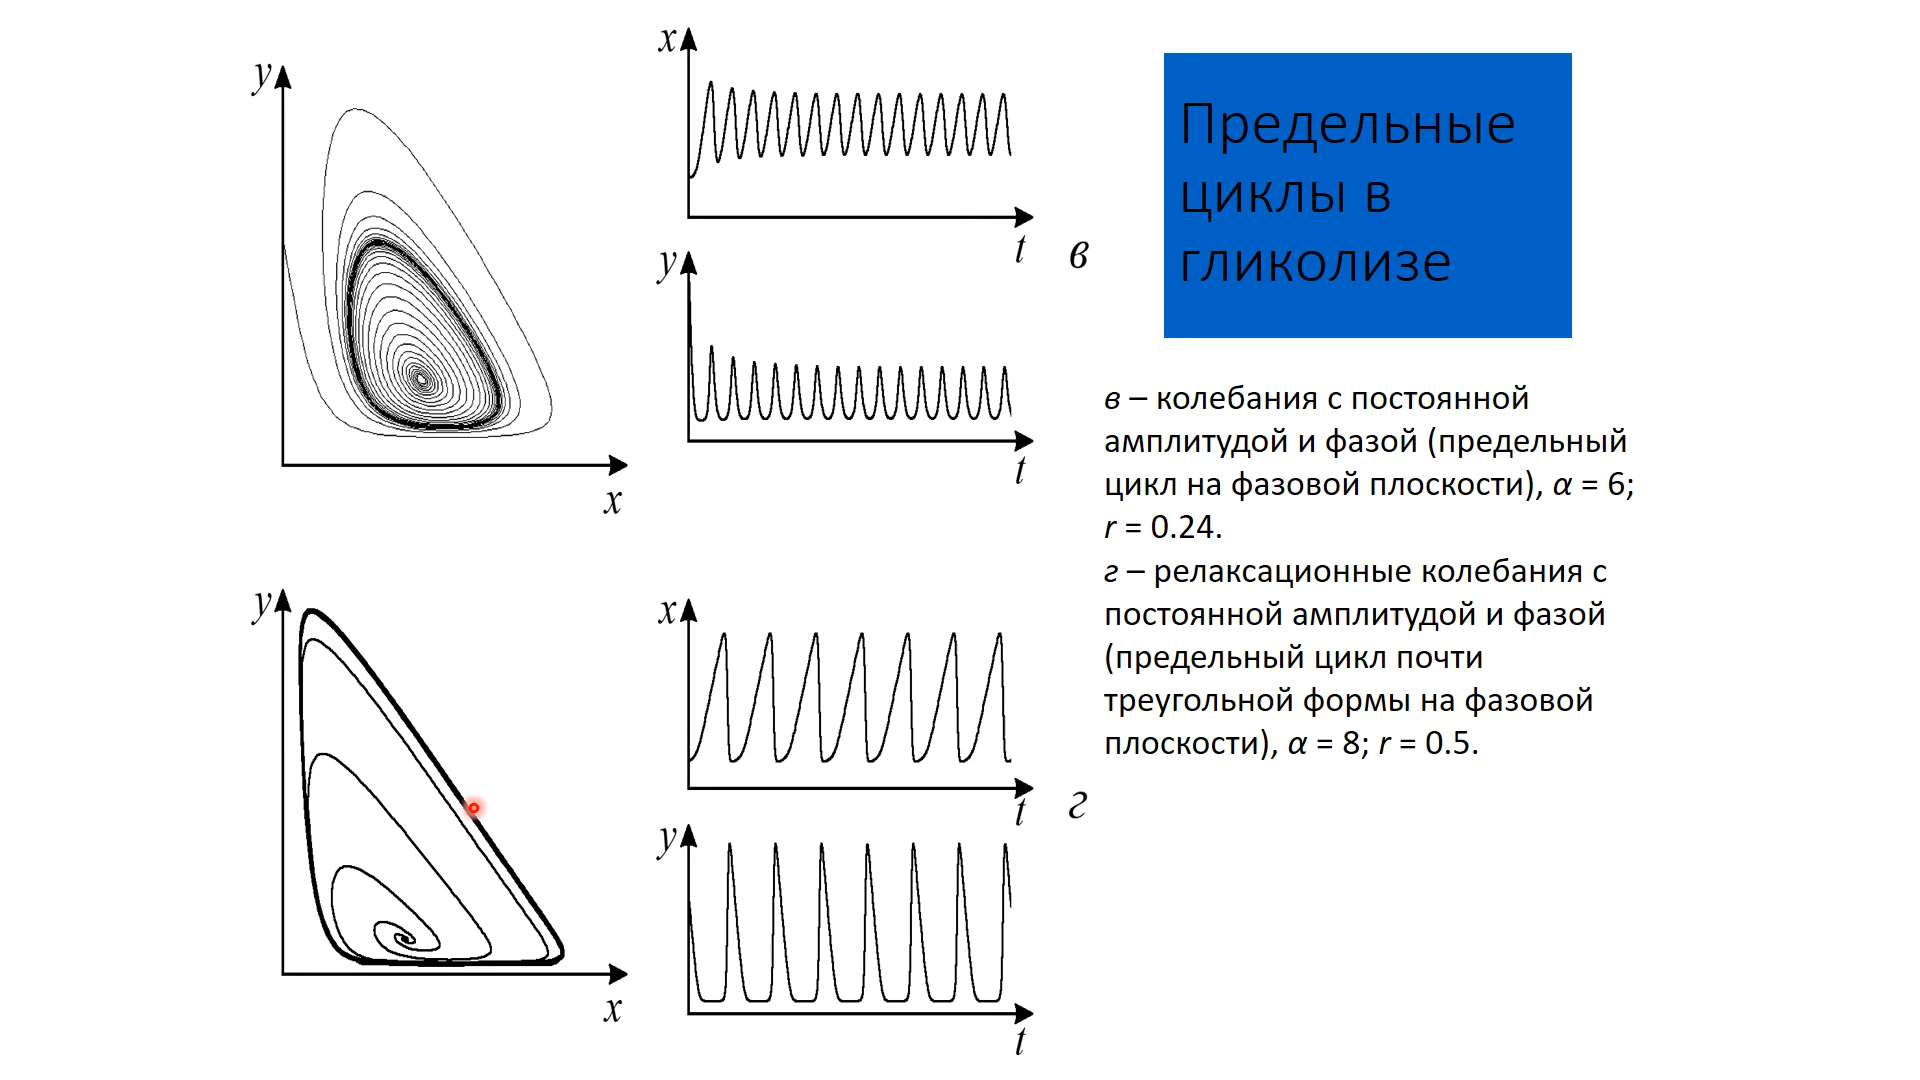 y
x
x
t
y
t
в
Предельные
циклы в
гликолизе
в – колебания с постоянной
амплитудой и фазой (предельный
цикл на фазовой плоскости), α = 6;
r = 0.24.
г – релаксационные колебания с
постоянной амплитудой и фазой
(предельный цикл почти
треугольной формы на фазовой
плоскости), α = 8; r = 0.5.
y
x
x
t
y
t
г